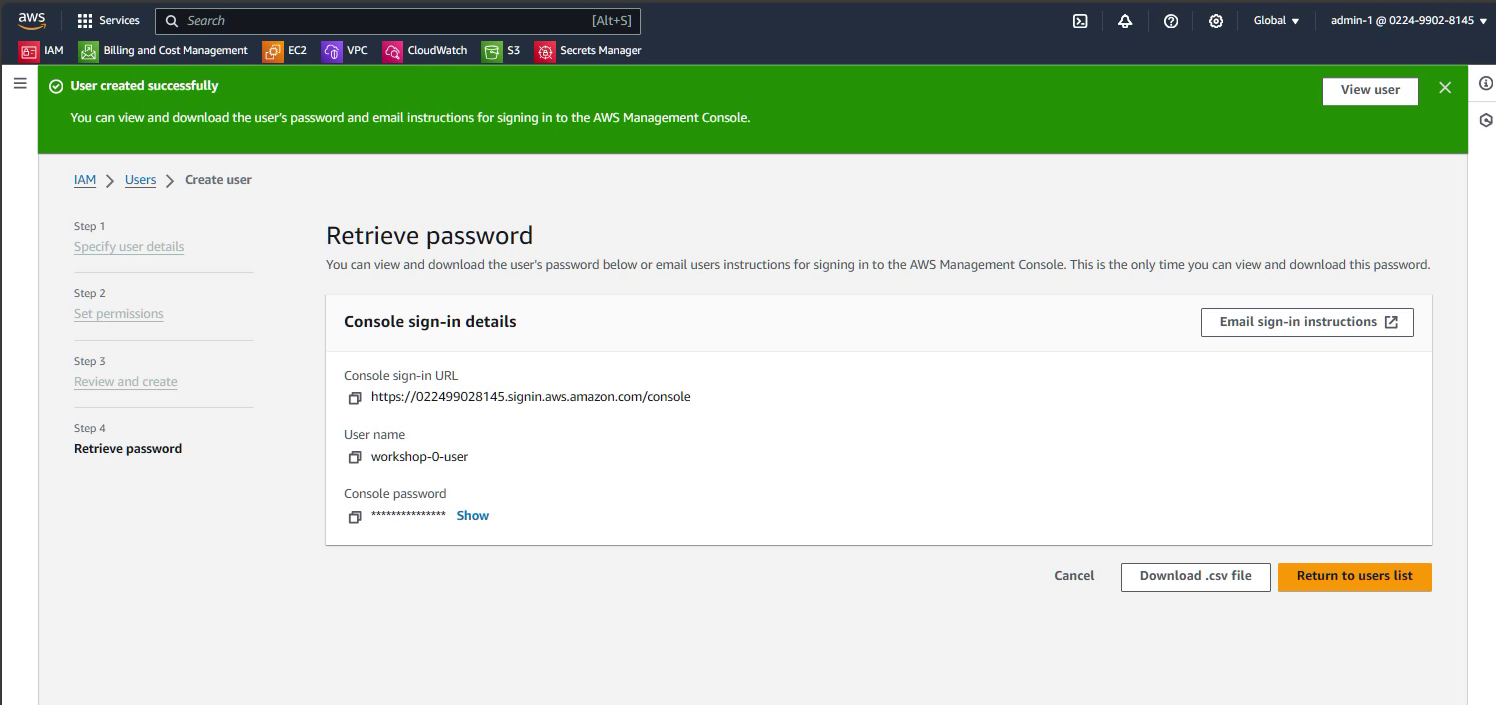 aws
Services
Search
[Alt+S]
Global
admin-1 @ 0224-9902-8145
IAM
Billing and Cost Management
EC2
VPC
CloudWatch
S3
Secrets Manager
User created successfully
View user
You can view and download the user's password and email instructions for signing in to the AWS Management Console.
IAM
Users
Create user
Step 1
Specify user details
Step 2
Set permissions
Step 3
Review and create
Step 4
Retrieve password
Retrieve password
You can view and download the user's password below or email users instructions for signing in to the AWS Management Console. This is the only time you can view and download this password.
Console sign-in details
Email sign-in instructions
Console sign-in URL
https://022499028145.signin.aws.amazon.com/console
User name
workshop-0-user
Console password
*************** Show
Cancel
Download .csv file
Return to users list